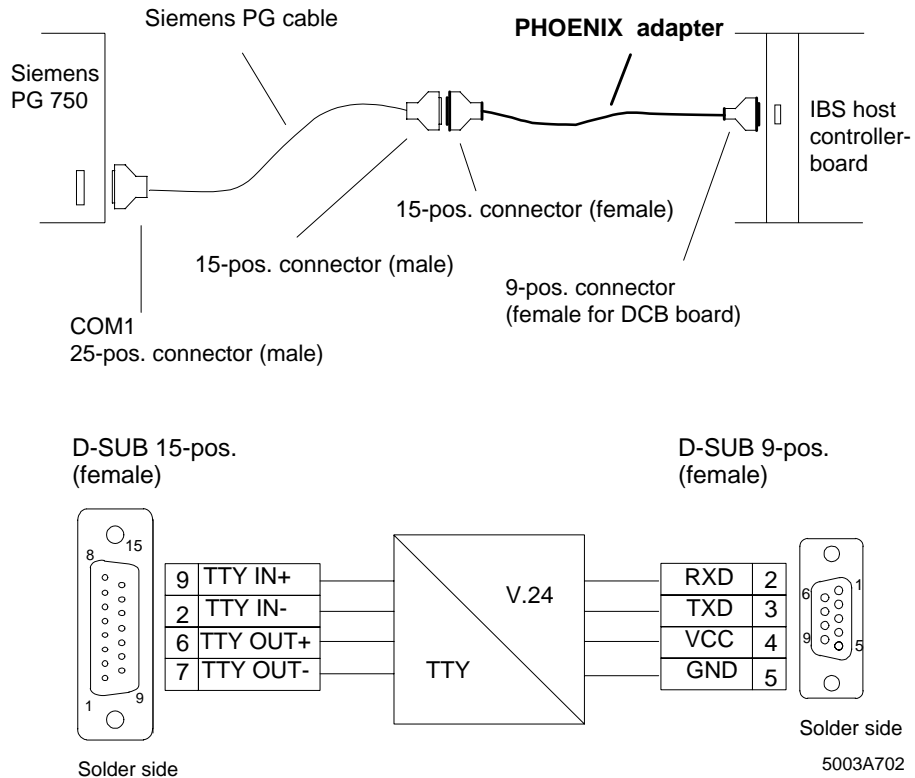 Siemens PG cable
PHOENIX adapter
Siemens
PG 750
IBS host
controller-
board
15-pos. connector (female)
15-pos. connector (male)
9-pos. connector
(female for DCB board)
COM1
25-pos. connector (male)
D-SUB 15-pos.
(female)
D-SUB 9-pos.
(female)
8
15
1
9
9 TTY IN+
2 TTY IN-
6 TTY OUT+
7 TTY OUT-
V.24
TTY
RXD 2
TXD 3
VCC 4
GND 5
6
1
9
5
Solder side
Solder side
5003A702